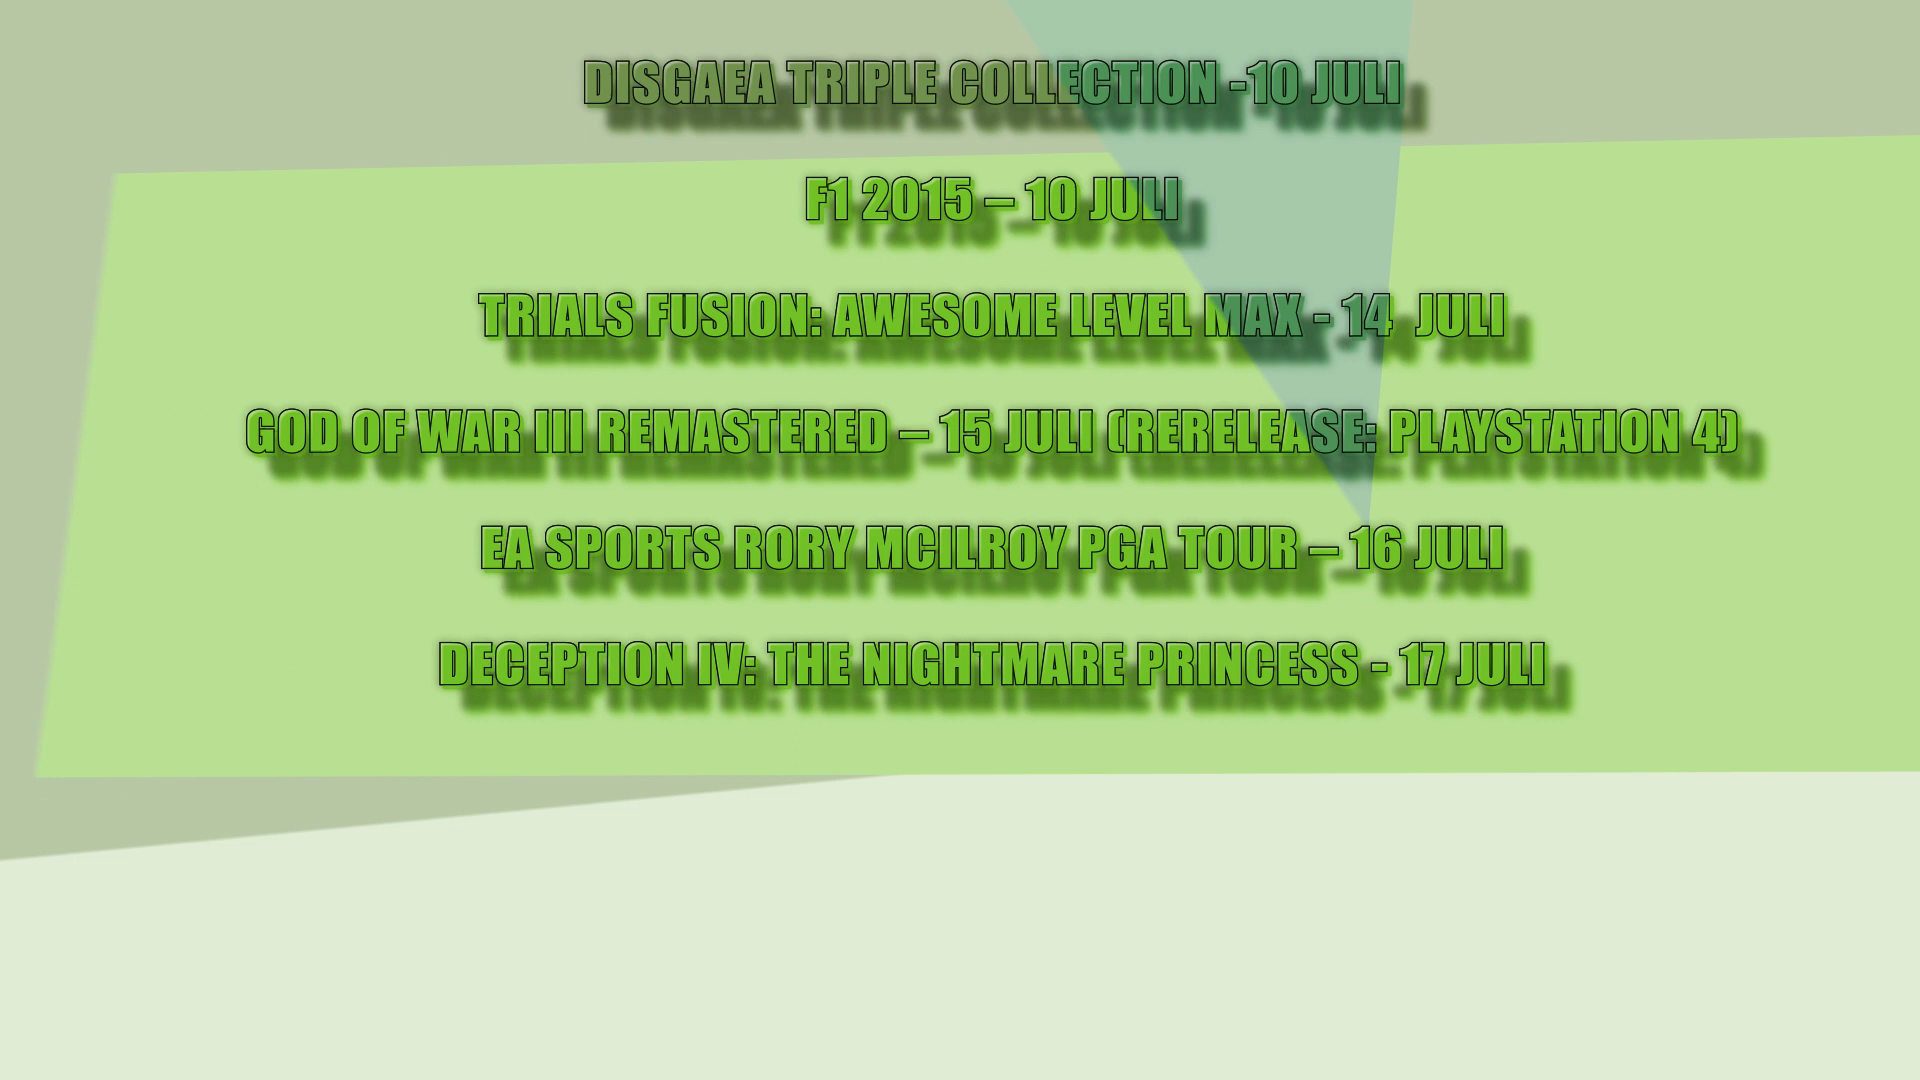 DISGAEA TRIPLE COLLECTION -10 JULI
F1 2015 – 10 JULI
TRIALS FUSION: AWESOME LEVEL MAX - 14 JULI
GOD OF WAR III REMASTERED – 15 JULI (RERELEASE: PLAYSTATION 4)
EA SPORTS RORY MCILROY PGA TOUR – 16 JULI
DECEPTION IV: THE NIGHTMARE PRINCESS - 17 JULI